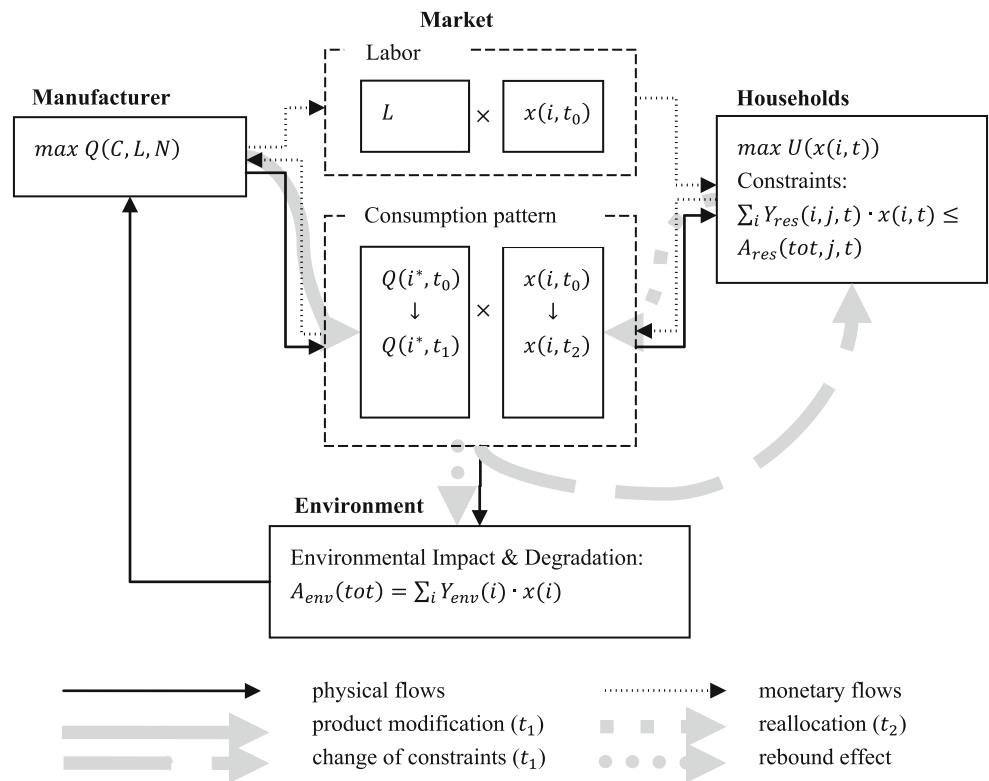 Market
Labor
Manufacturer
max Q(C, L, N)
L × x(i, t₀)
Households
max U(x(i, t))
Constraints:
∑ᵢ Y_res(i, j, t) · x(i, t) ≤
A_res(tot, j, t)
Consumption pattern
Q(i*, t₀) x(i, t₀)
↓ × ↓
Q(i*, t₁) x(i, t₂)
Environment
Environmental Impact & Degradation:
A_env(tot) = ∑ᵢ Y_env(i) · x(i)
physical flows
monetary flows
product modification (t₁)
reallocation (t₂)
change of constraints (t₁)
rebound effect